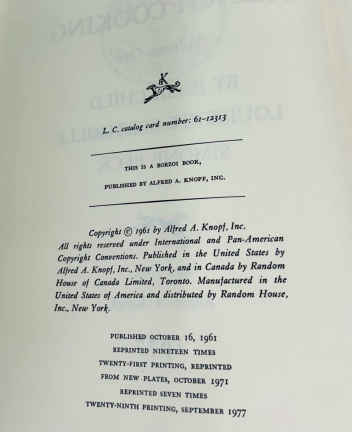 K
L. C. catalog card number: 61-12313
THIS IS A BORZOI BOOK,
PUBLISHED BY ALFRED A. KNOPF, INC.
Copyright © 1961 by Alfred A. Knopf, Inc.
All rights reserved under International and Pan-American
Copyright Conventions. Published in the United States by
Alfred A. Knopf, Inc., New York, and in Canada by Random
House of Canada Limited, Toronto. Manufactured in the
United States of America and distributed by Random House,
Inc., New York.
PUBLISHED OCTOBER 16, 1961
REPRINTED NINETEEN TIMES
TWENTY-FIRST PRINTING, REPRINTED
FROM NEW PLATES, OCTOBER 1971
REPRINTED SEVEN TIMES
TWENTY-NINTH PRINTING, SEPTEMBER 1977